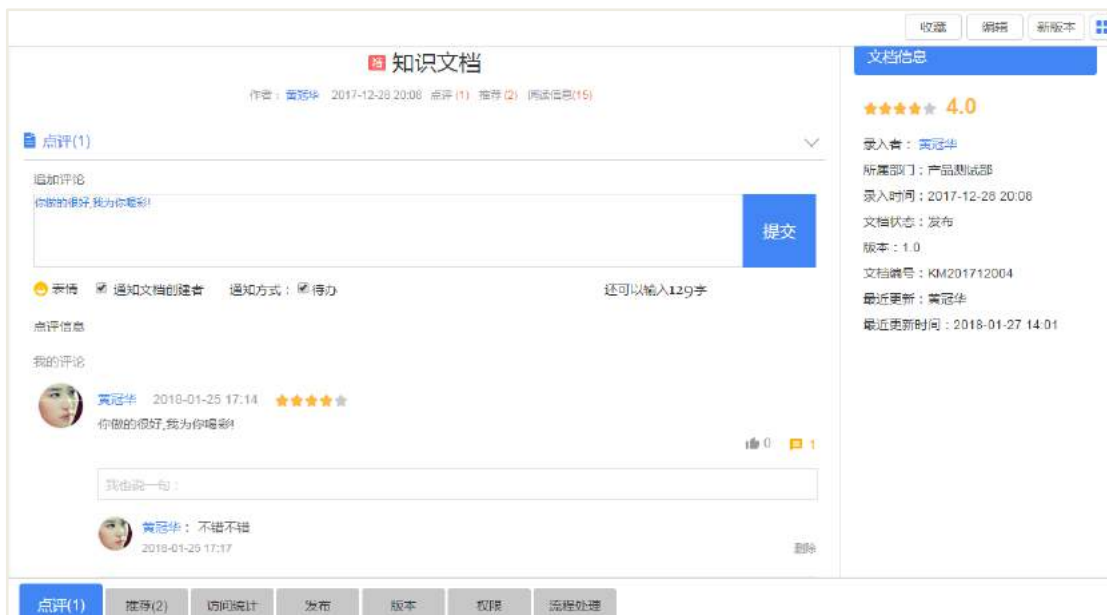 收藏 编辑 新版本
精 知识文档
作者：黄冠华 2017-12-28 20:08 点评(1) 推荐(2) 阅读信息(15)
点评(1)
追加评论
你做的很好,我为你喝彩!
提交
表情 通知文档创建者 通知方式：待办 还可以输入129字
点评信息
我的评论
黄冠华 2018-01-25 17:14
你做的很好,我为你喝彩!
0 1
我也说一句：
黄冠华： 不错不错
2018-01-25 17:17 删除
点评(1) 推荐(2) 访问统计 发布 版本 权限 流程处理
文档信息
4.0
录入者：黄冠华
所属部门：产品测试部
录入时间：2017-12-28 20:08
文档状态：发布
版本：1.0
文档编号：KM201712004
最近更新：黄冠华
最近更新时间：2018-01-27 14:01